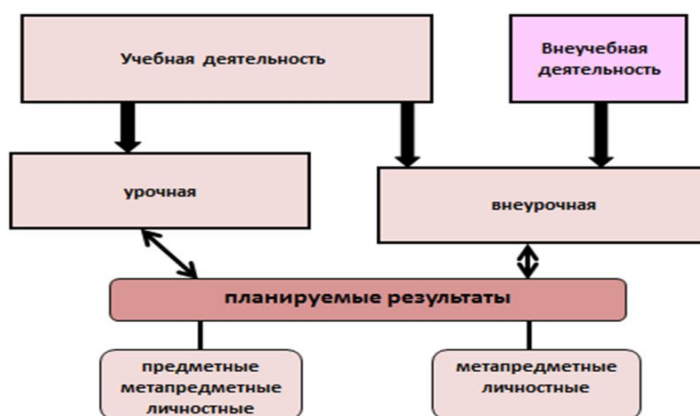 Учебная деятельность
Внеучебная
деятельность
урочная
внеурочная
планируемые результаты
предметные
метапредметные
личностные
метапредметные
личностные